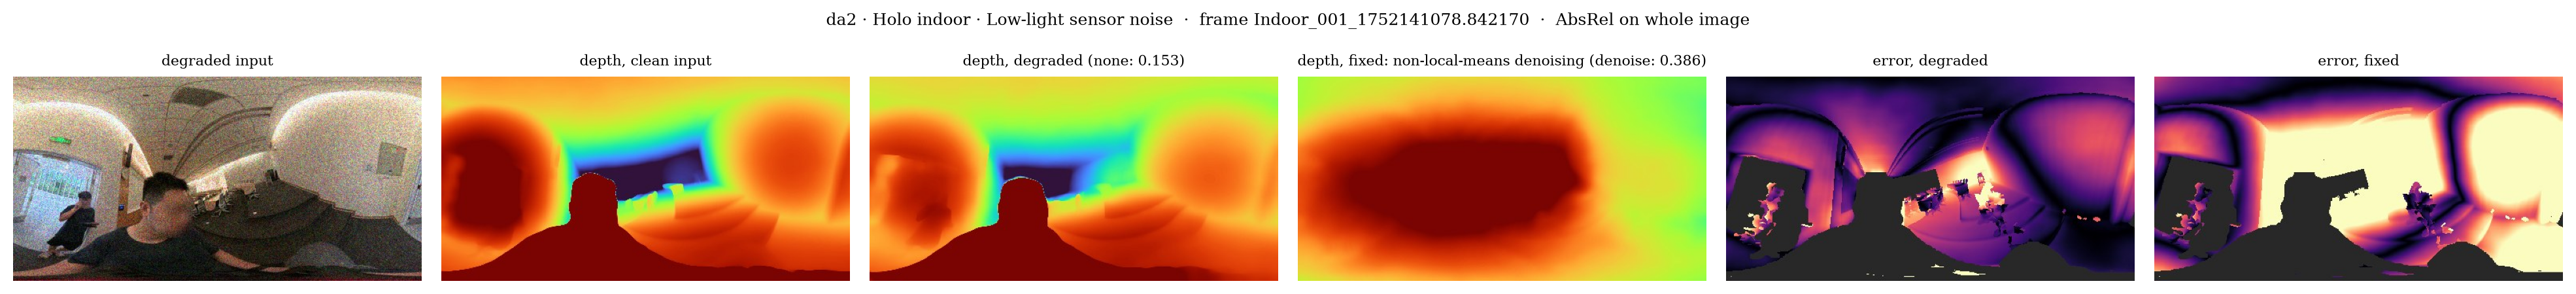 da2 · Holo indoor · Low-light sensor noise · frame Indoor_001_1752141078.842170 · AbsRel on whole image
degraded input
depth, clean input
depth, degraded (none: 0.153)
depth, fixed: non-local-means denoising (denoise: 0.386)
error, degraded
error, fixed